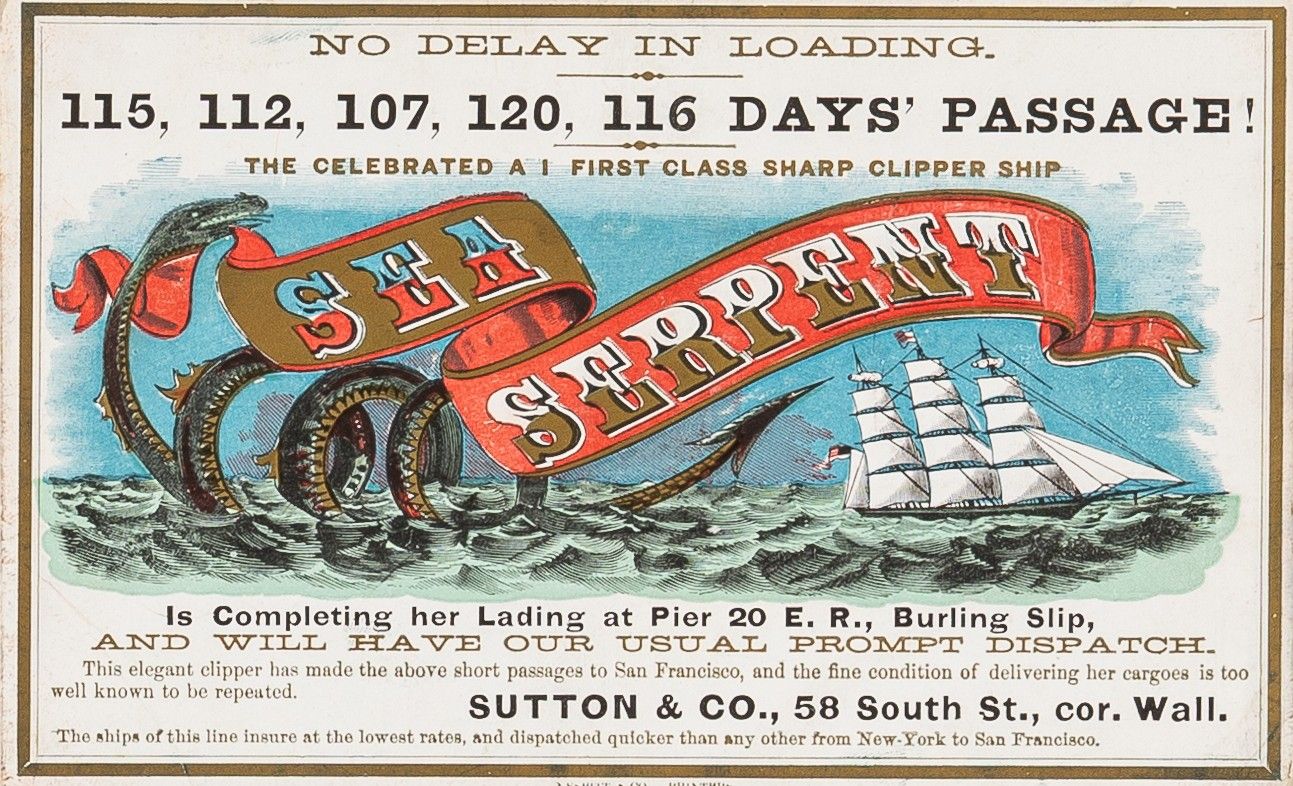 NO DELAY IN LOADING.
115, 112, 107, 120, 116 DAYS' PASSAGE!
THE CELEBRATED A 1 FIRST CLASS SHARP CLIPPER SHIP
SEA
SERPENT
Is Completing her Lading at Pier 20 E. R., Burling Slip,
AND WILL HAVE OUR USUAL PROMPT DISPATCH.
This elegant clipper has made the above short passages to San Francisco, and the fine condition of delivering her cargoes is too
well known to be repeated.
SUTTON & CO., 58 South St., cor. Wall.
The ships of this line insure at the lowest rates, and dispatched quicker than any other from New-York to San Francisco.